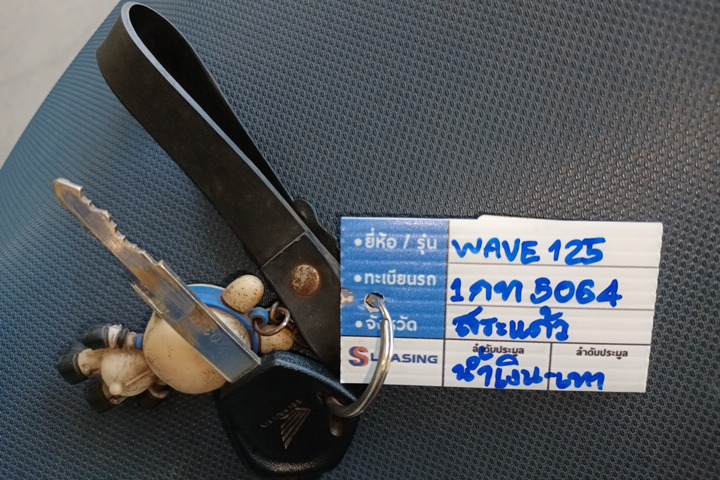 • ยี่ห้อ / รุ่น WAVE 125
• ทะเบียนรถ 1กท 5064
• จังหวัด สระแก้ว
SLEASING ลำดับประมูล ลำดับประมูล
น้ำเงิน-เทา
HONDA